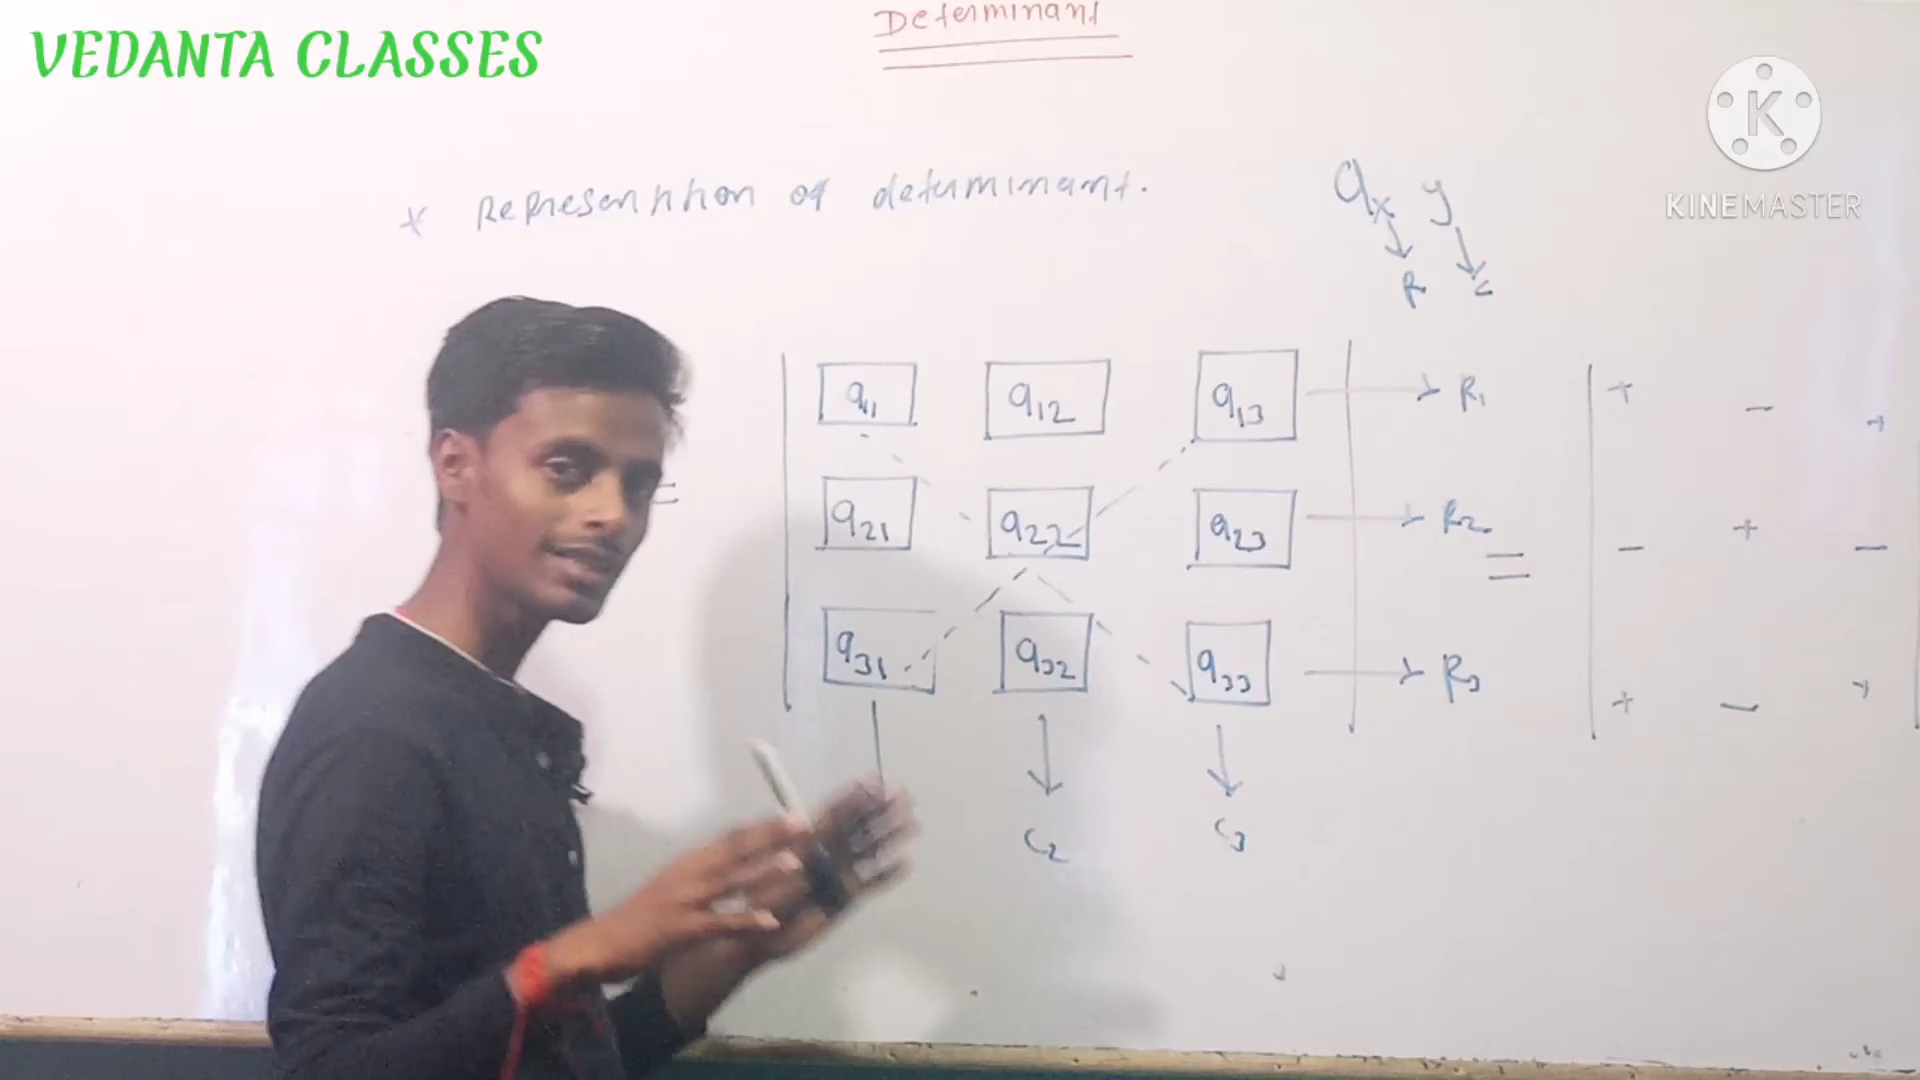 Determinant
VEDANTA CLASSES
KINEMASTER
* Represenhhon of determinant.
a x y
R C
a11 a12 a13 R1 + - +
= a21 a22 a23 R2 = - + -
a31 a32 a33 R3 + - +
C2 C3